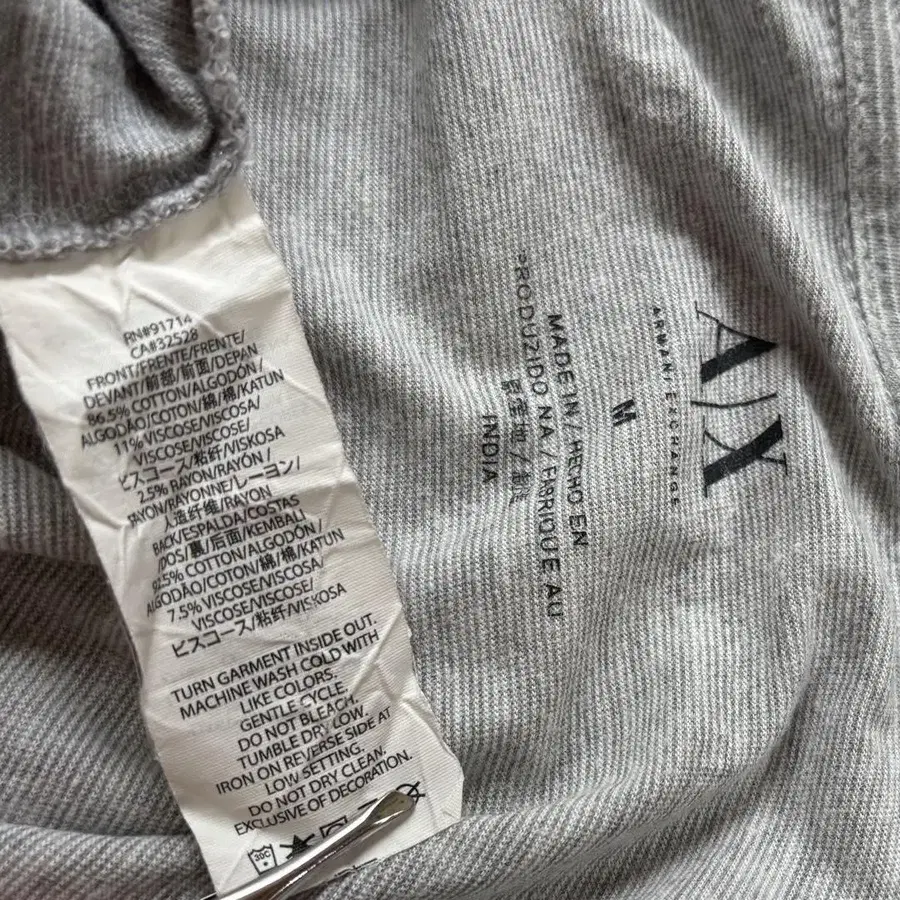 RN#91714
CA#32528
FRONT/FRENTE/FRENTE/
DEVANT/前部/前面/DEPAN
86.5% COTTON/ALGODÓN/
ALGODÃO/COTON/綿/棉/KATUN
11% VISCOSE/VISCOSA/
VISCOSE/VISCOSE/
ビスコース/粘纤/VISKOSA
2.5% RAYON/RAYÓN/
RAYON/RAYONNE/レーヨン/
人造纤维/RAYON
BACK/ESPALDA/COSTAS
/DOS/裏/后面/KEMBALI
92.5% COTTON/ALGODÓN/
ALGODÃO/COTON/綿/棉/KATUN
7.5% VISCOSE/VISCOSA/
VISCOSE/VISCOSE/
ビスコース/粘纤/VISKOSA
TURN GARMENT INSIDE OUT.
MACHINE WASH COLD WITH
LIKE COLORS.
GENTLE CYCLE.
DO NOT BLEACH.
TUMBLE DRY LOW.
IRON ON REVERSE SIDE AT
LOW SETTING.
DO NOT DRY CLEAN.
EXCLUSIVE OF DECORATION.
30C
A|X
ARMANI EXCHANGE
M
MADE IN / HECHO EN
PRODUZIDO NA / FABRIQUE AU
INDIA